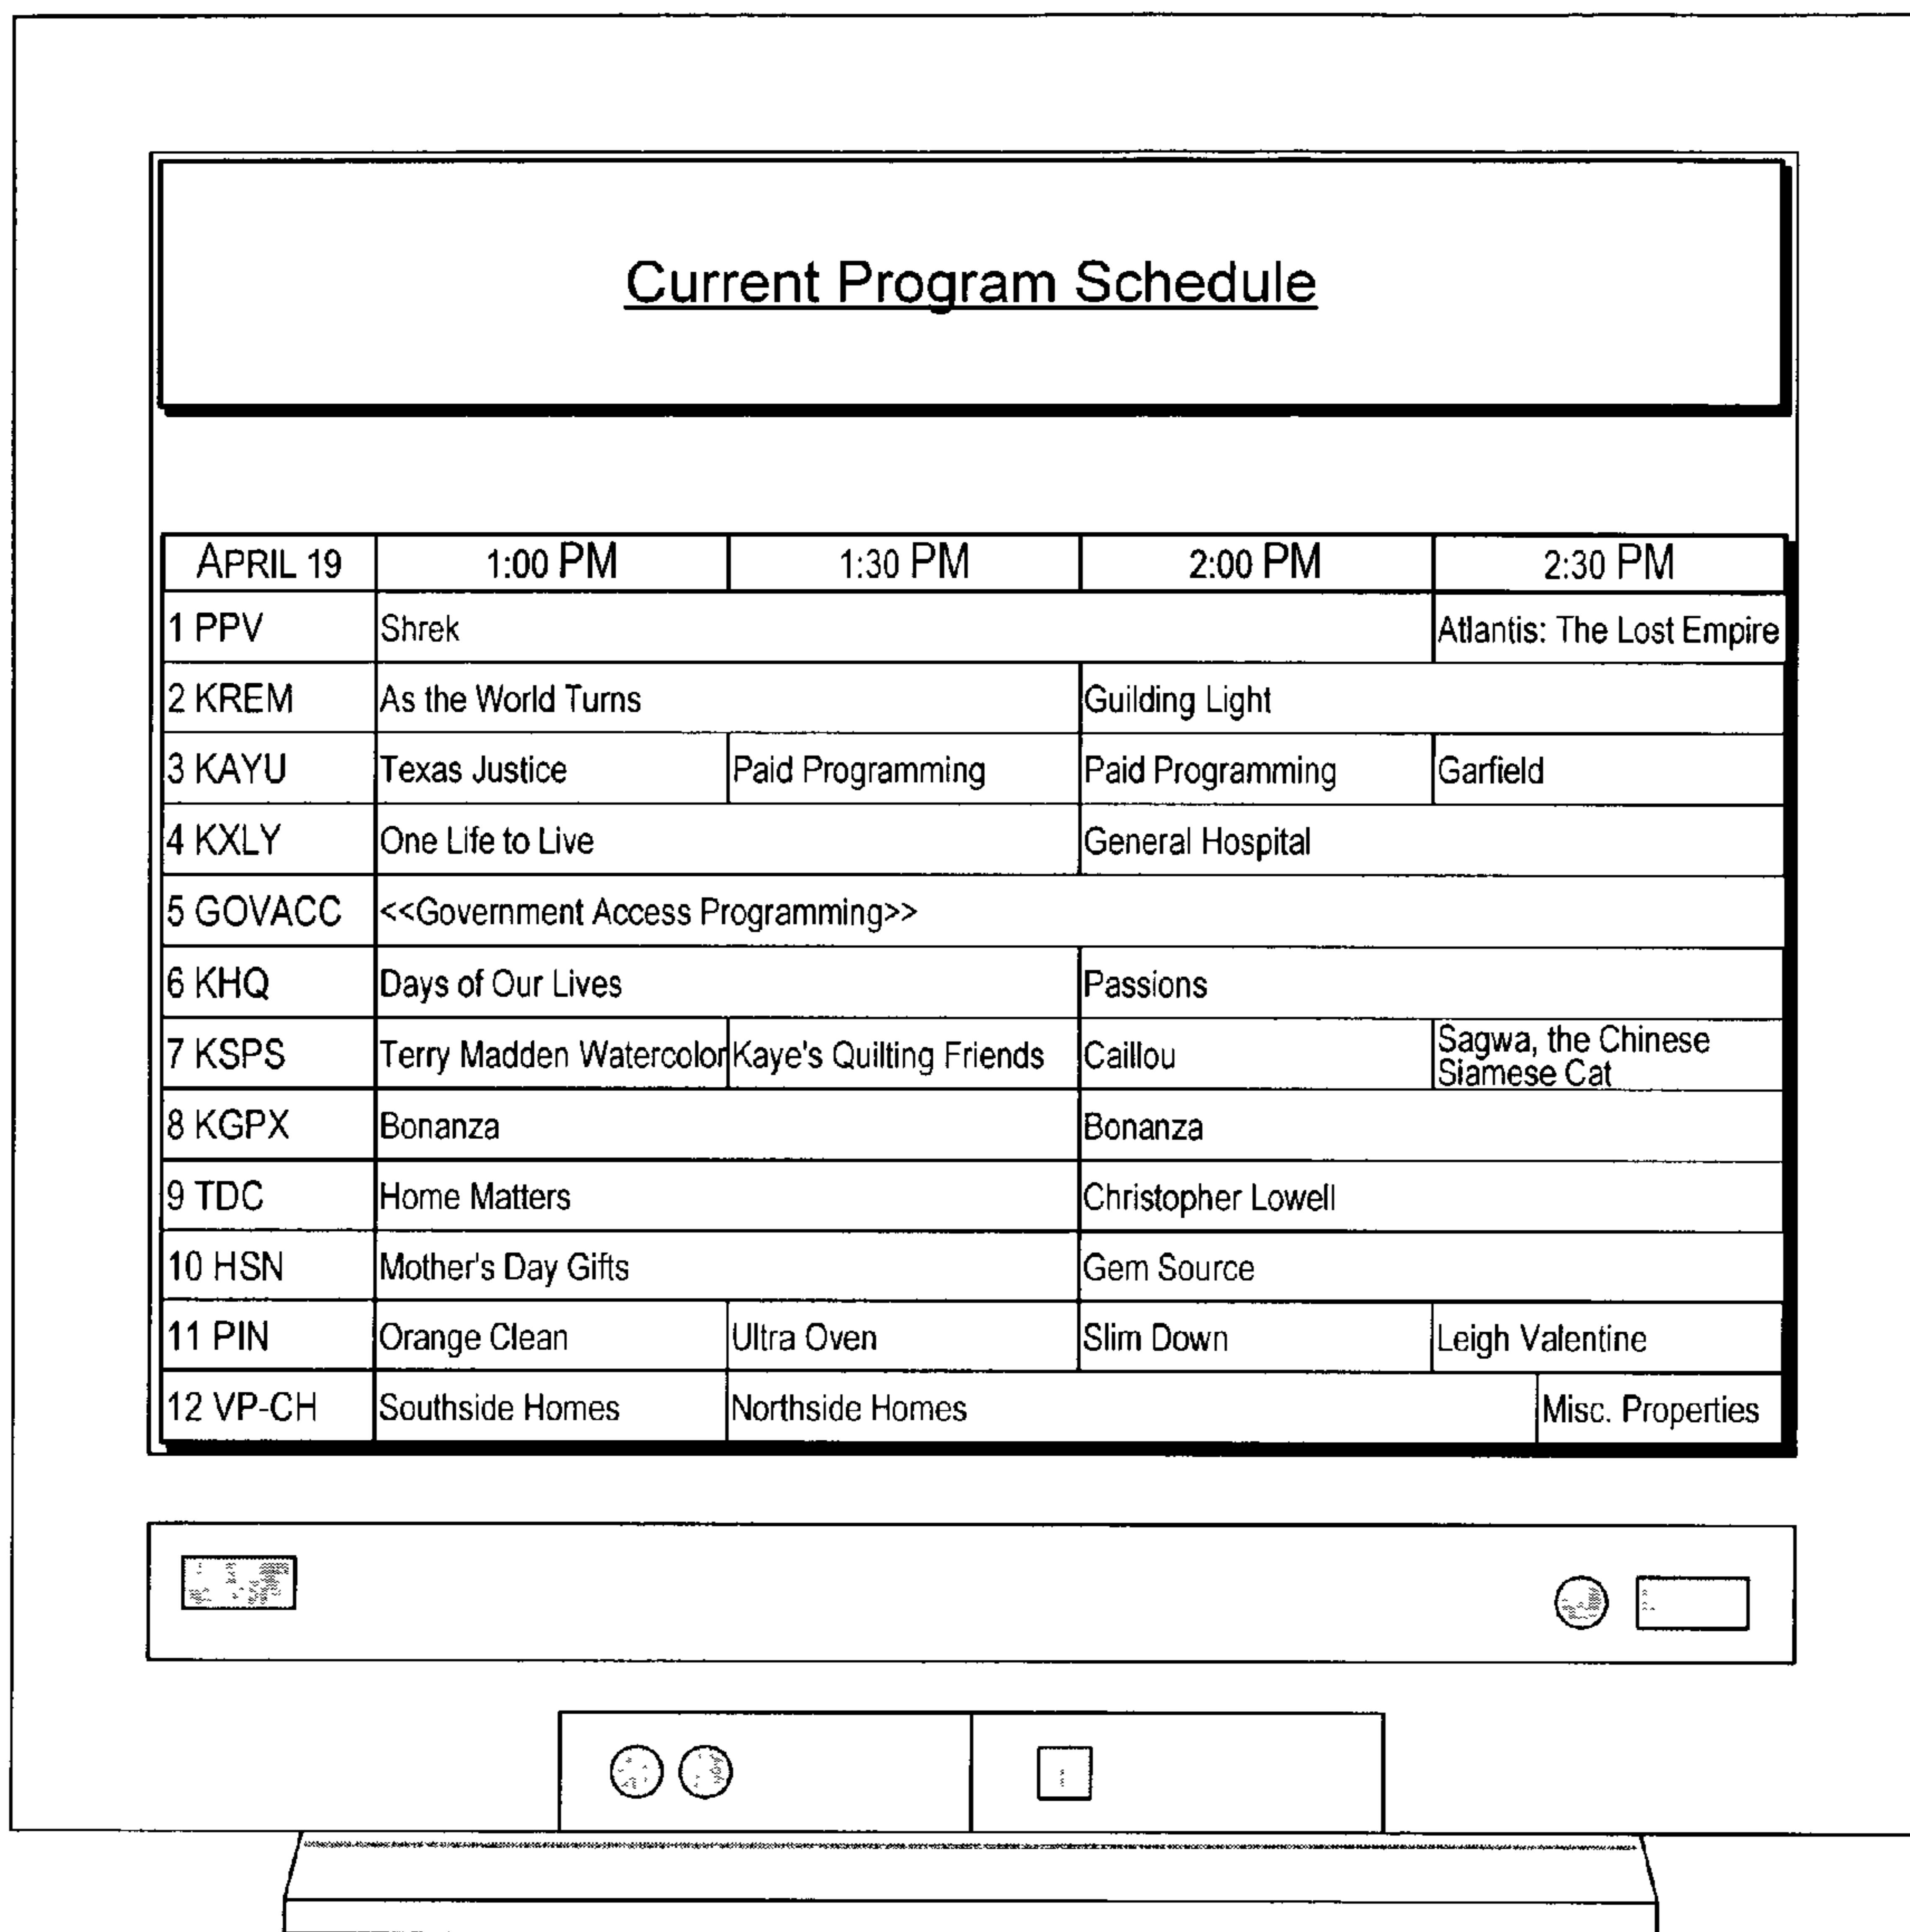 Current Program Schedule
APRIL 19 1:00 PM 1:30 PM 2:00 PM 2:30 PM
1 PPV Shrek Atlantis: The Lost Empire
2 KREM As the World Turns Guilding Light
3 KAYU Texas Justice Paid Programming Paid Programming Garfield
4 KXLY One Life to Live General Hospital
5 GOVACC <<Government Access Programming>>
6 KHQ Days of Our Lives Passions
7 KSPS Terry Madden Watercolor Kaye's Quilting Friends Caillou Sagwa, the Chinese
Siamese Cat
8 KGPX Bonanza Bonanza
9 TDC Home Matters Christopher Lowell
10 HSN Mother's Day Gifts Gem Source
11 PIN Orange Clean Ultra Oven Slim Down Leigh Valentine
12 VP-CH Southside Homes Northside Homes Misc. Properties